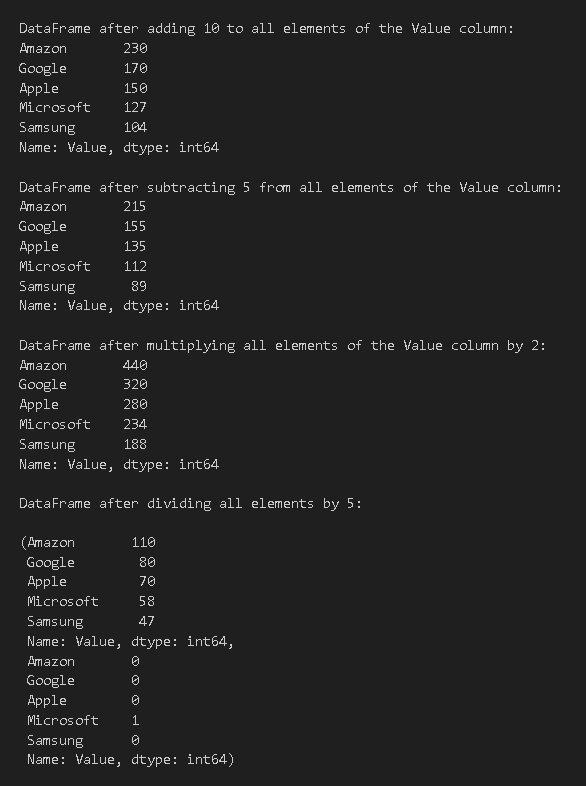 DataFrame after adding 10 to all elements of the Value column:
Amazon       230
Google       170
Apple        150
Microsoft    127
Samsung      104
Name: Value, dtype: int64
DataFrame after subtracting 5 from all elements of the Value column:
Amazon       215
Google       155
Apple        135
Microsoft    112
Samsung       89
Name: Value, dtype: int64
DataFrame after multiplying all elements of the Value column by 2:
Amazon       440
Google       320
Apple        280
Microsoft    234
Samsung      188
Name: Value, dtype: int64
DataFrame after dividing all elements by 5:
(Amazon       110
 Google        80
 Apple         70
 Microsoft     58
 Samsung       47
 Name: Value, dtype: int64,
 Amazon       0
 Google       0
 Apple        0
 Microsoft    1
 Samsung      0
 Name: Value, dtype: int64)